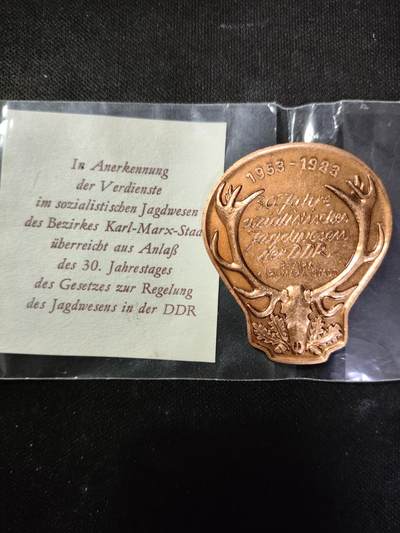 In Anerkennung
der Verdienste
im sozialistischen Jagdwesen
des Bezirkes Karl-Marx-Stad
überreicht aus Anlaß
des 30. Jahrestages
des Gesetzes zur Regelung
des Jagdwesens in der DDR
1953-1983
Jahre
sozialistisches
Jagdwesen
der DDR